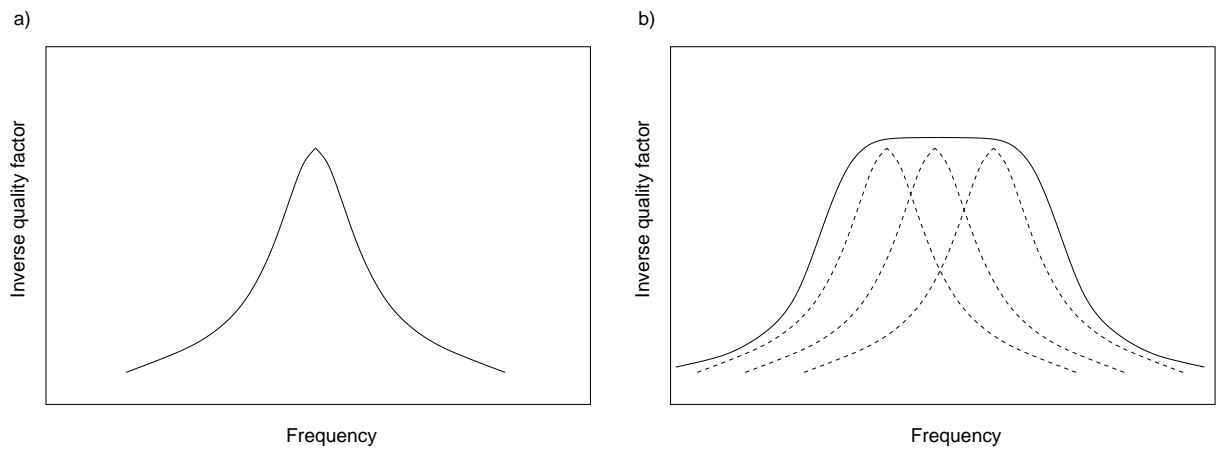 a)
Inverse quality factor
Frequency
b)
Inverse quality factor
Frequency